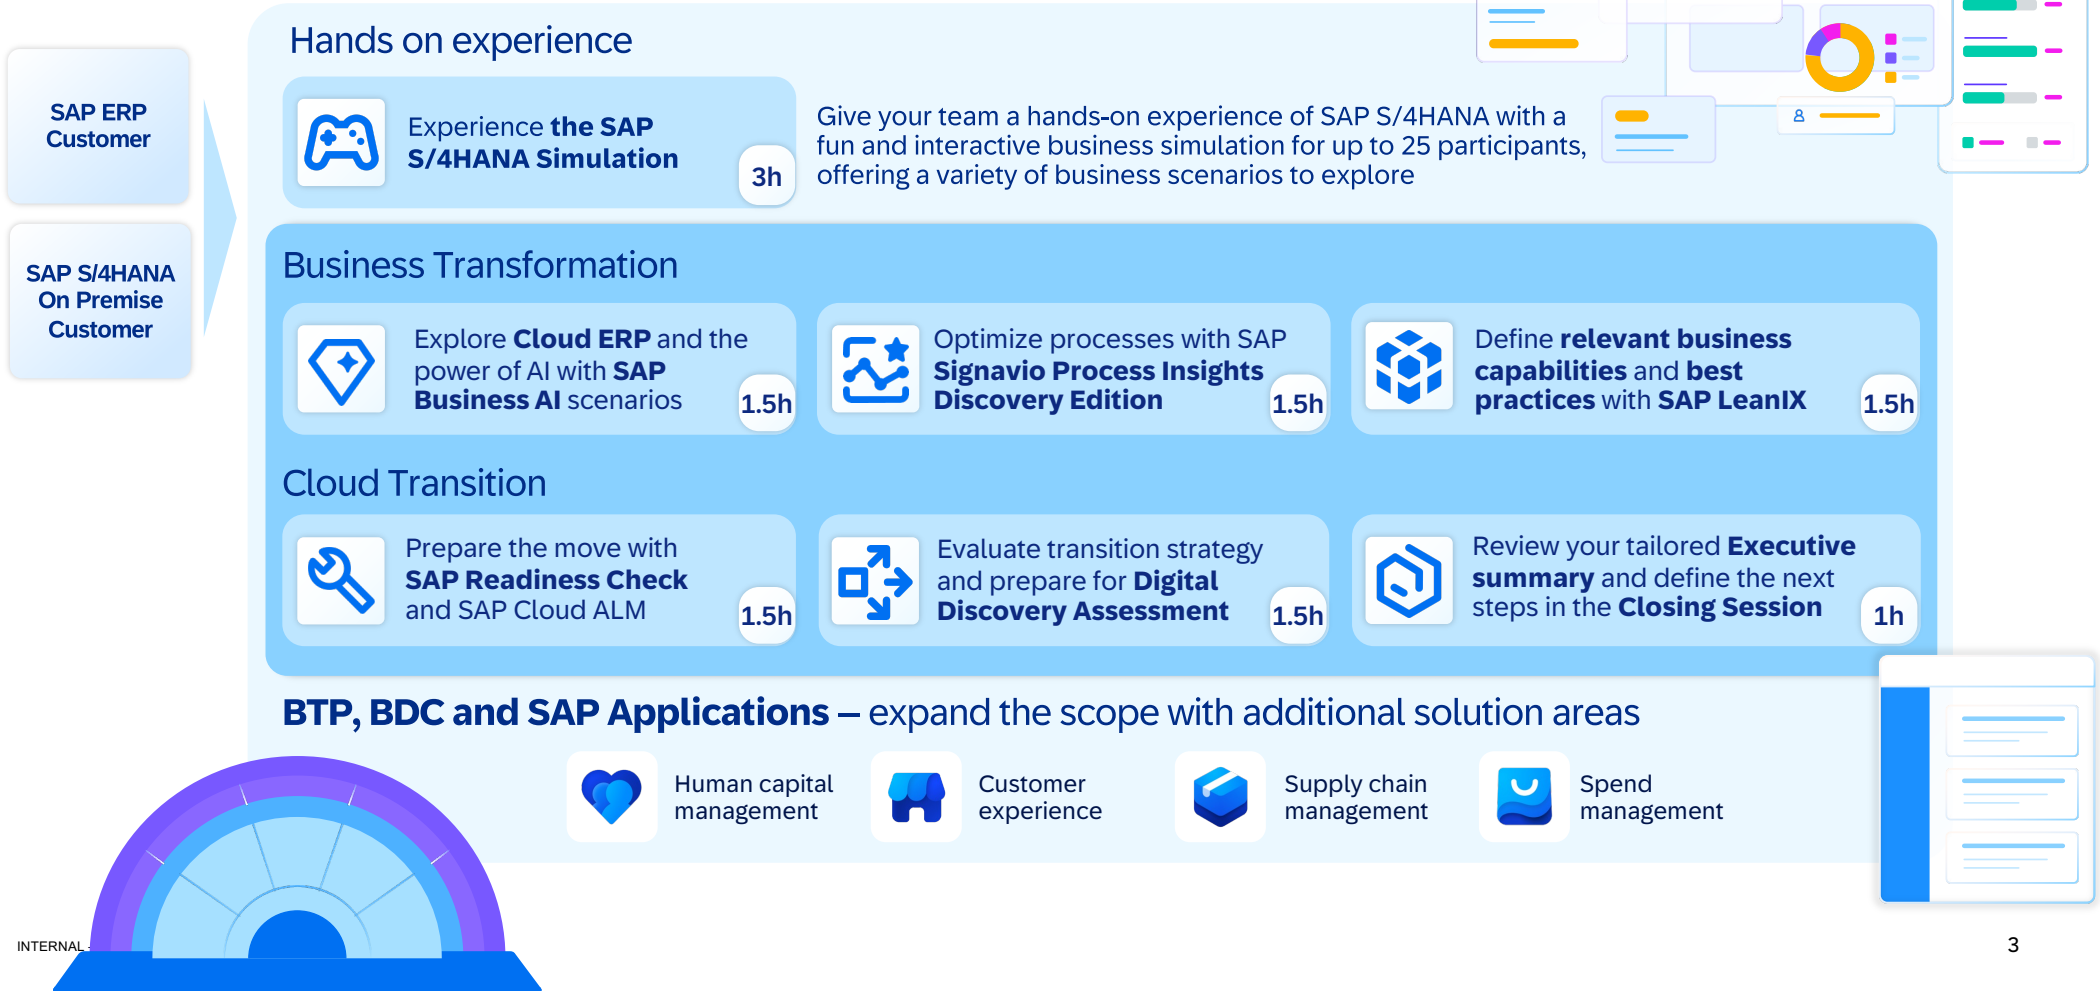 Hands on experience
SAP ERP
Customer
Experience the SAP
S/4HANA Simulation
3h
Give your team a hands-on experience of SAP S/4HANA with a
fun and interactive business simulation for up to 25 participants,
offering a variety of business scenarios to explore
SAP S/4HANA
On Premise
Customer
Business Transformation
Explore Cloud ERP and the
power of AI with SAP
Business AI scenarios
1.5h
Optimize processes with SAP
Signavio Process Insights
Discovery Edition
1.5h
Define relevant business
capabilities and best
practices with SAP LeanIX
1.5h
Cloud Transition
Prepare the move with
SAP Readiness Check
and SAP Cloud ALM
1.5h
Evaluate transition strategy
and prepare for Digital
Discovery Assessment
1.5h
Review your tailored Executive
summary and define the next
steps in the Closing Session
1h
BTP, BDC and SAP Applications – expand the scope with additional solution areas
Human capital
management
Customer
experience
Supply chain
management
Spend
management
INTERNAL
3